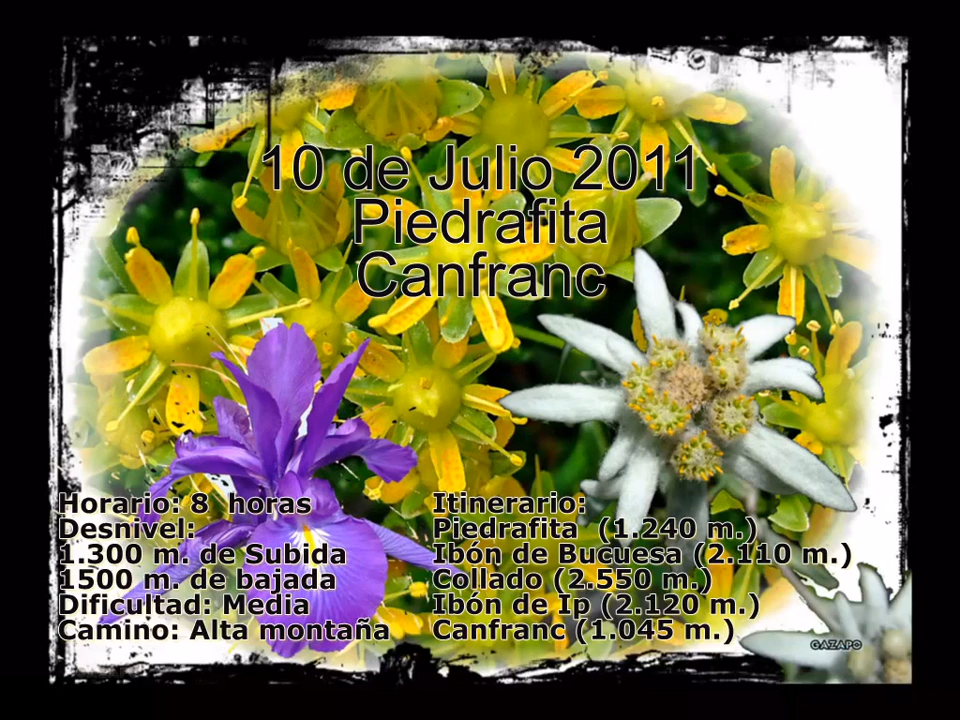 10 de Julio 2011
Piedrafita
Canfranc
Horario: 8 horas
Desnivel:
1.300 m. de Subida
1500 m. de bajada
Dificultad: Media
Camino: Alta montaña
Itinerario:
Piedrafita (1.240 m.)
Ibón de Bucuesa (2.110 m.)
Collado (2.550 m.)
Ibón de Ip (2.120 m.)
Canfranc (1.045 m.)
GAZAPO